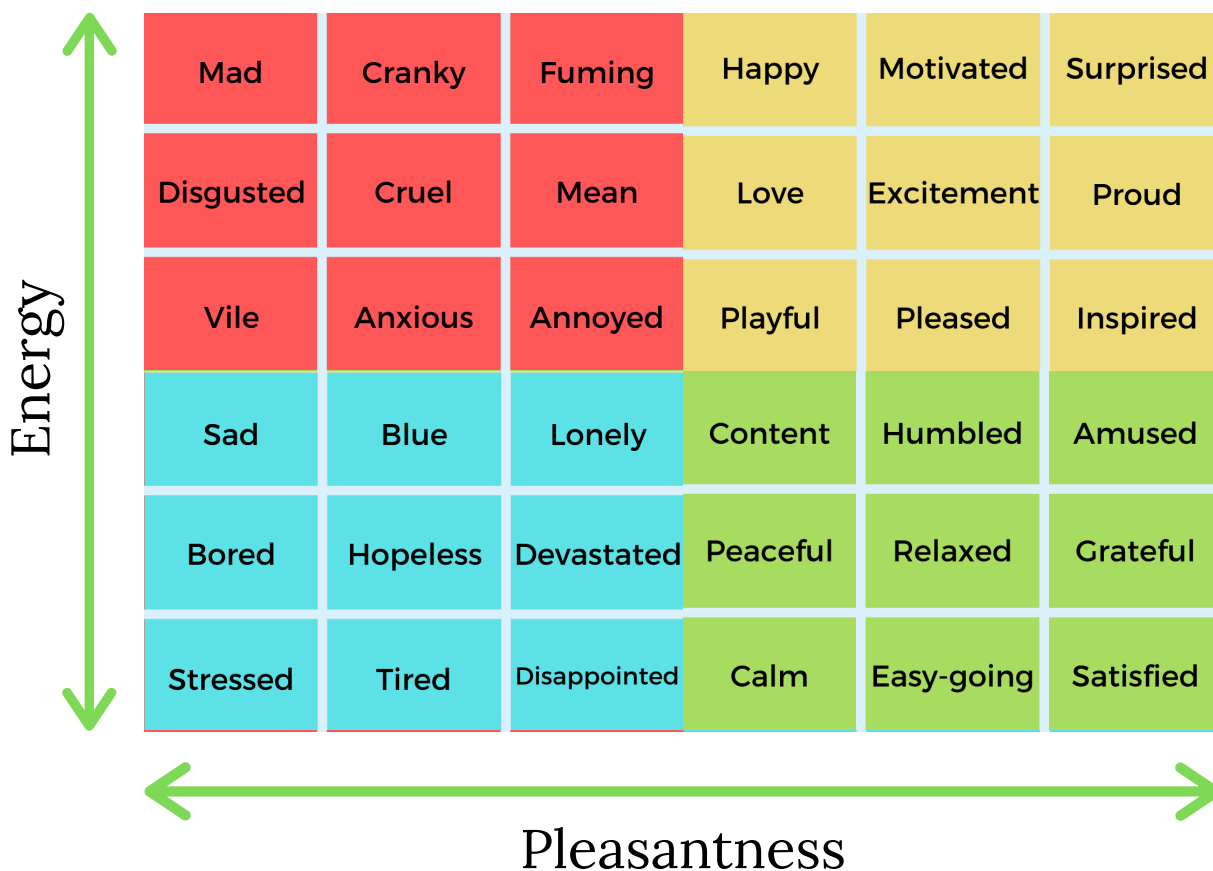 Mad Cranky Fuming Happy Motivated Surprised
Disgusted Cruel Mean Love Excitement Proud
Vile Anxious Annoyed Playful Pleased Inspired
Energy
Sad Blue Lonely Content Humbled Amused
Bored Hopeless Devastated Peaceful Relaxed Grateful
Stressed Tired Disappointed Calm Easy-going Satisfied
Pleasantness